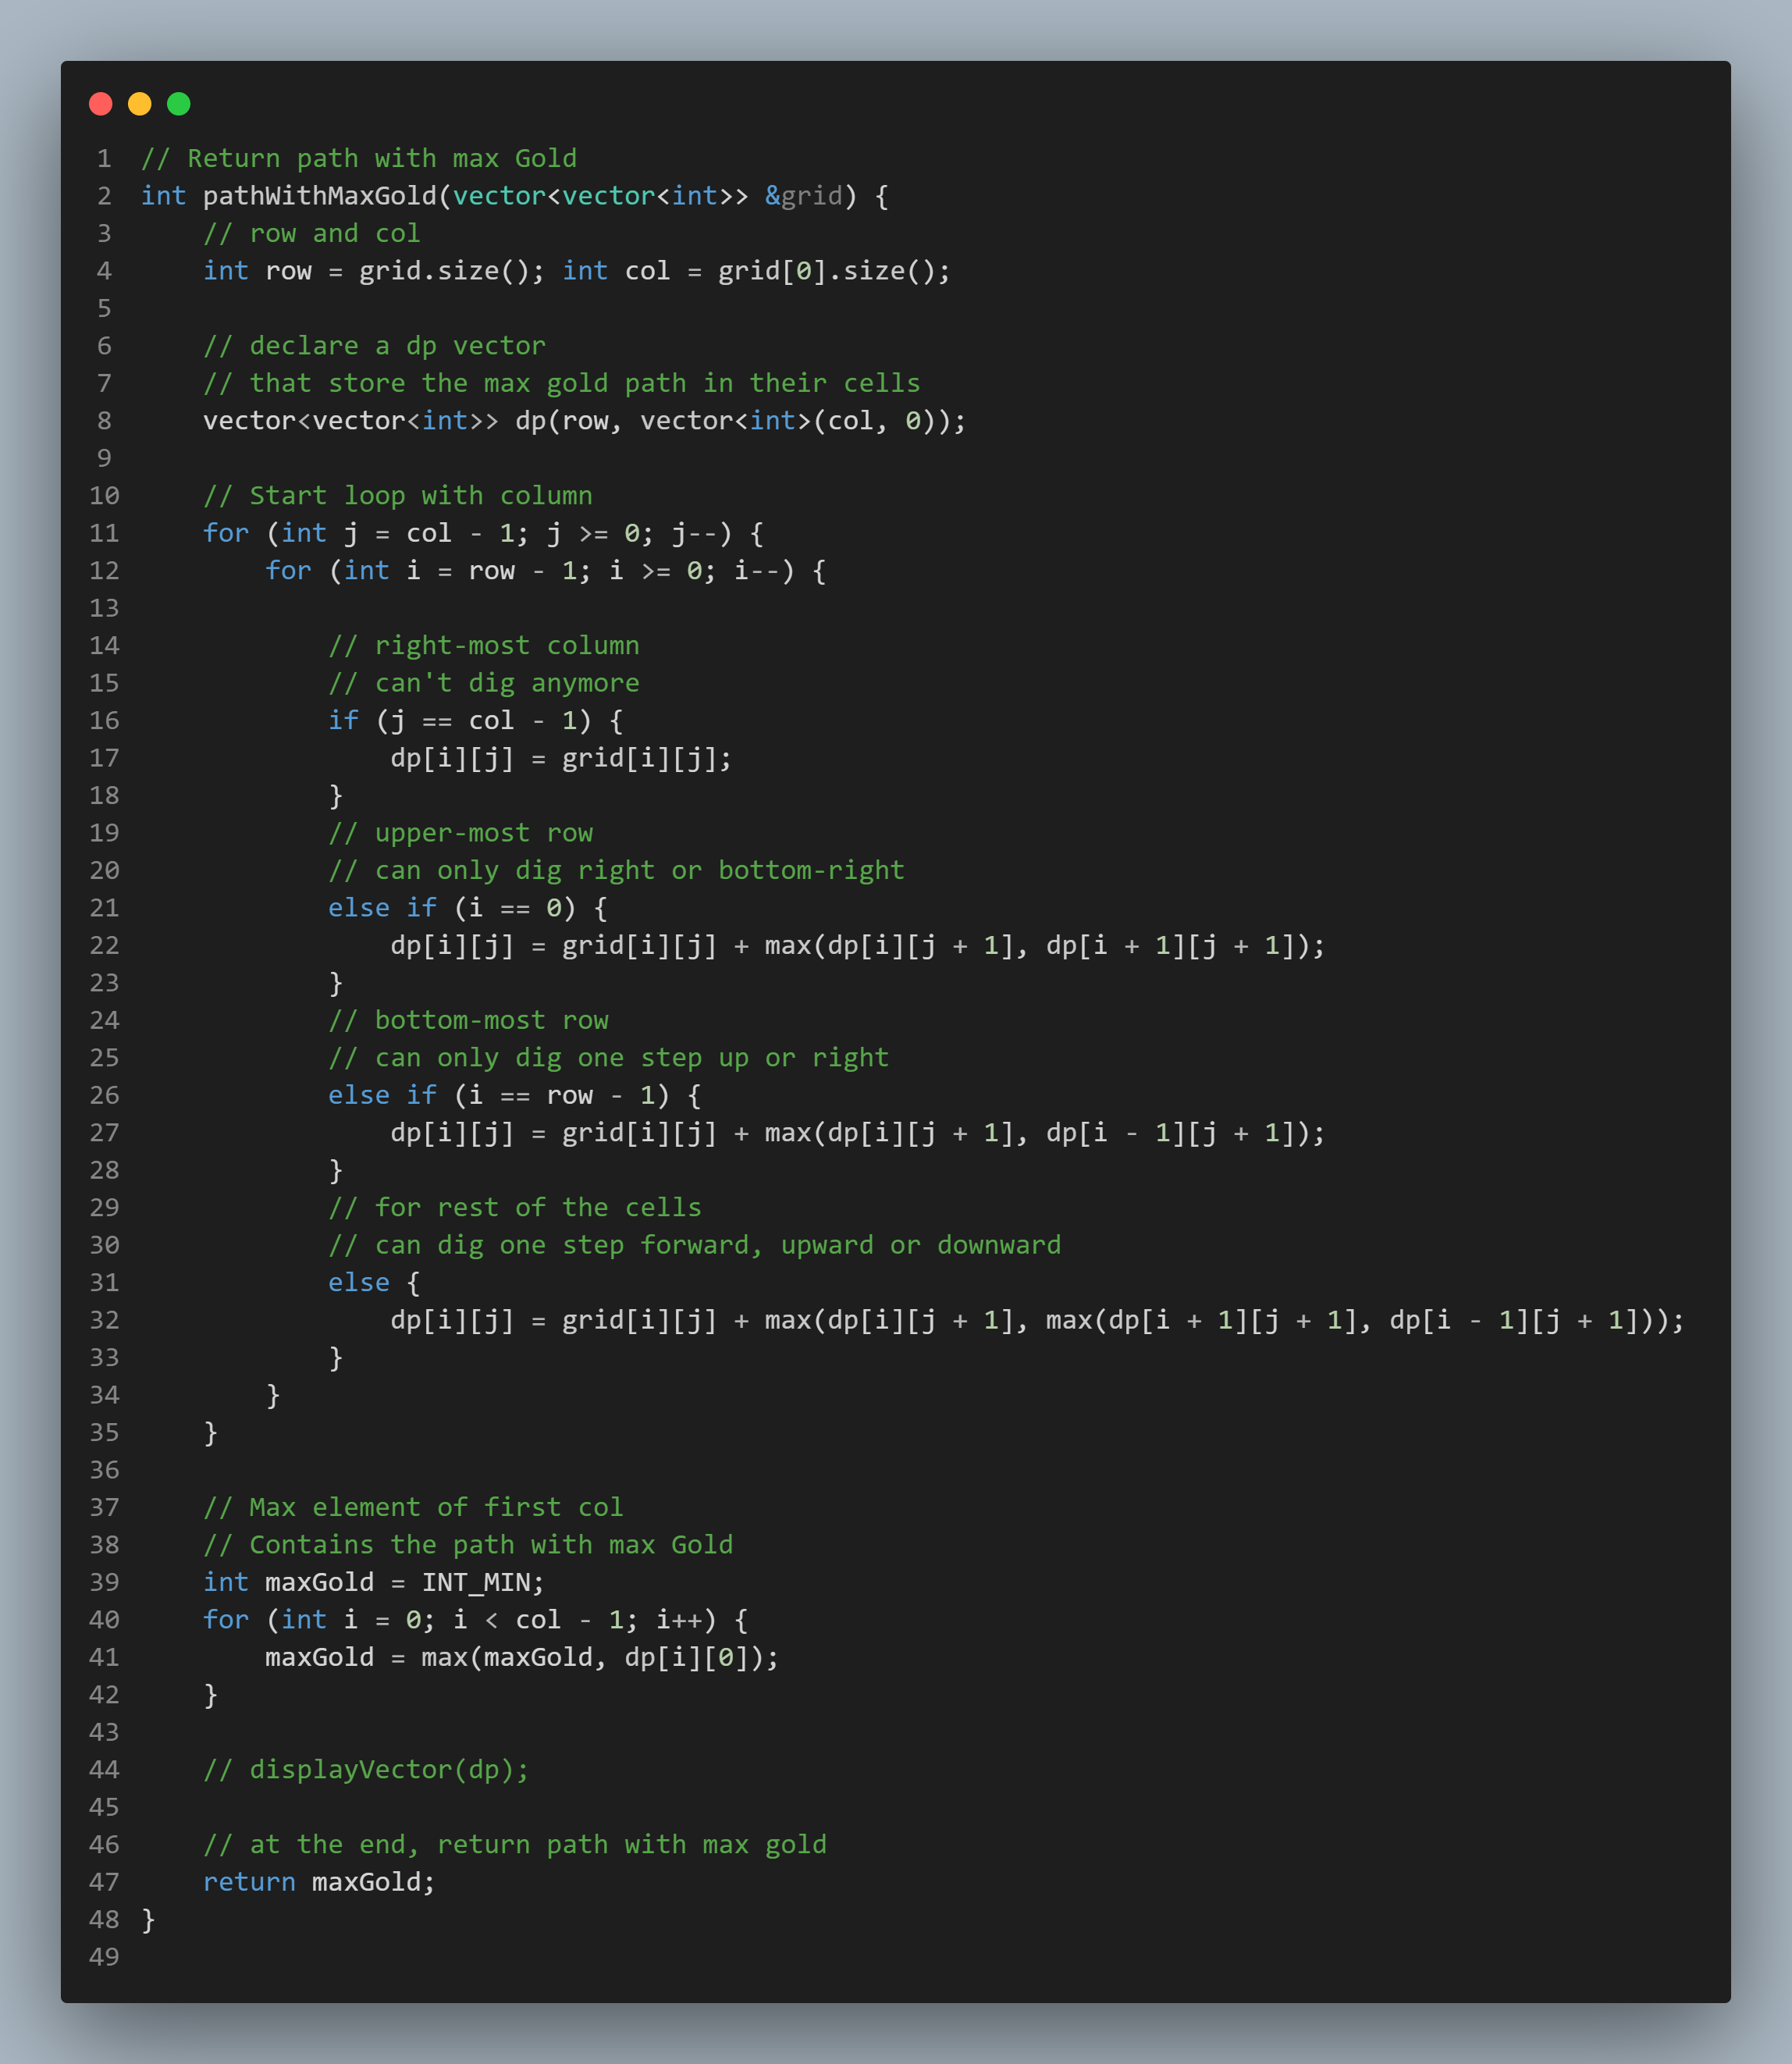 1 // Return path with max Gold
2 int pathWithMaxGold(vector<vector<int>> &grid) {
3     // row and col
4     int row = grid.size(); int col = grid[0].size();
5
6     // declare a dp vector
7     // that store the max gold path in their cells
8     vector<vector<int>> dp(row, vector<int>(col, 0));
9
10     // Start loop with column
11     for (int j = col - 1; j >= 0; j--) {
12         for (int i = row - 1; i >= 0; i--) {
13
14             // right-most column
15             // can't dig anymore
16             if (j == col - 1) {
17                 dp[i][j] = grid[i][j];
18             }
19             // upper-most row
20             // can only dig right or bottom-right
21             else if (i == 0) {
22                 dp[i][j] = grid[i][j] + max(dp[i][j + 1], dp[i + 1][j + 1]);
23             }
24             // bottom-most row
25             // can only dig one step up or right
26             else if (i == row - 1) {
27                 dp[i][j] = grid[i][j] + max(dp[i][j + 1], dp[i - 1][j + 1]);
28             }
29             // for rest of the cells
30             // can dig one step forward, upward or downward
31             else {
32                 dp[i][j] = grid[i][j] + max(dp[i][j + 1], max(dp[i + 1][j + 1], dp[i - 1][j + 1]));
33             }
34         }
35     }
36
37     // Max element of first col
38     // Contains the path with max Gold
39     int maxGold = INT_MIN;
40     for (int i = 0; i < col - 1; i++) {
41         maxGold = max(maxGold, dp[i][0]);
42     }
43
44     // displayVector(dp);
45
46     // at the end, return path with max gold
47     return maxGold;
48 }
49